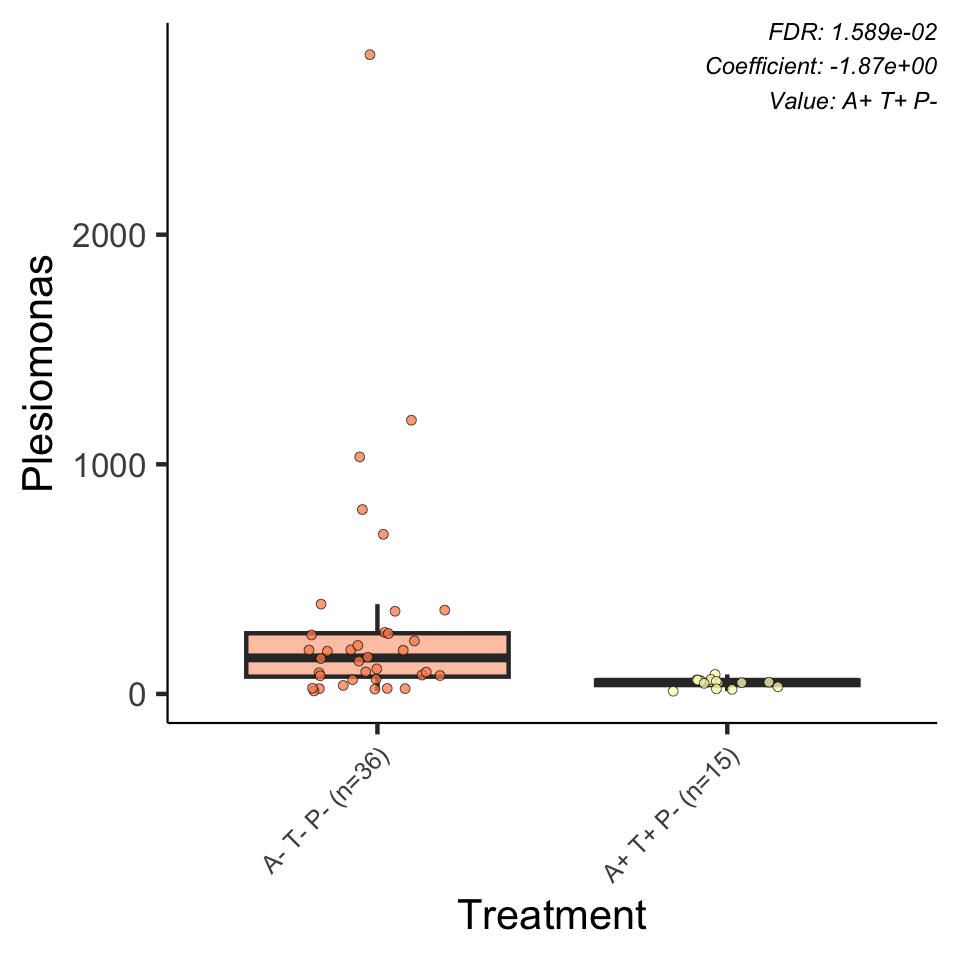 FDR: 1.589e-02
Coefficient: -1.87e+00
Value: A+ T+ P-
Plesiomonas
2000
1000
0
A- T- P- (n=36)
A+ T+ P- (n=15)
Treatment